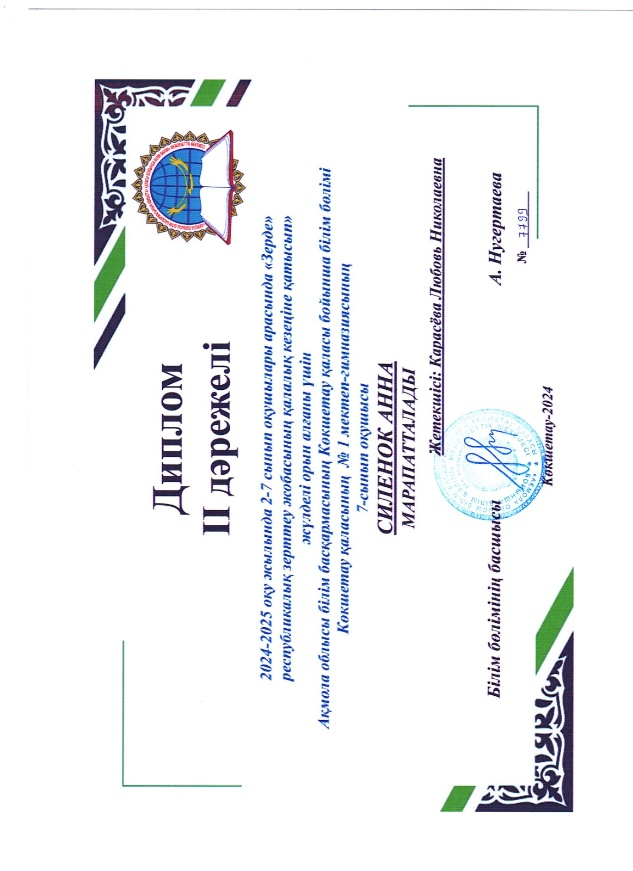 Диплом
II дәрежелі
2024-2025 оқу жылында 2-7 сынып оқушылары арасында «Зерде»
республикалық зерттеу жобасының қалалық кезеңіне қатысып»
жүлделі орын алғаны үшін
Ақмола облысы білім басқармасының Көкшетау қаласы бойынша білім бөлімі
Көкшетау қаласының № 1 мектеп-гимназиясының
7-сынып оқушысы
СИЛЕНОК АННА
МАРАПАТТАЛАДЫ
Жетекшісі: Карасёва Любовь Николаевна
Білім бөлімінің басшысы А. Нугертаева
№ 7799
Көкшетау-2024